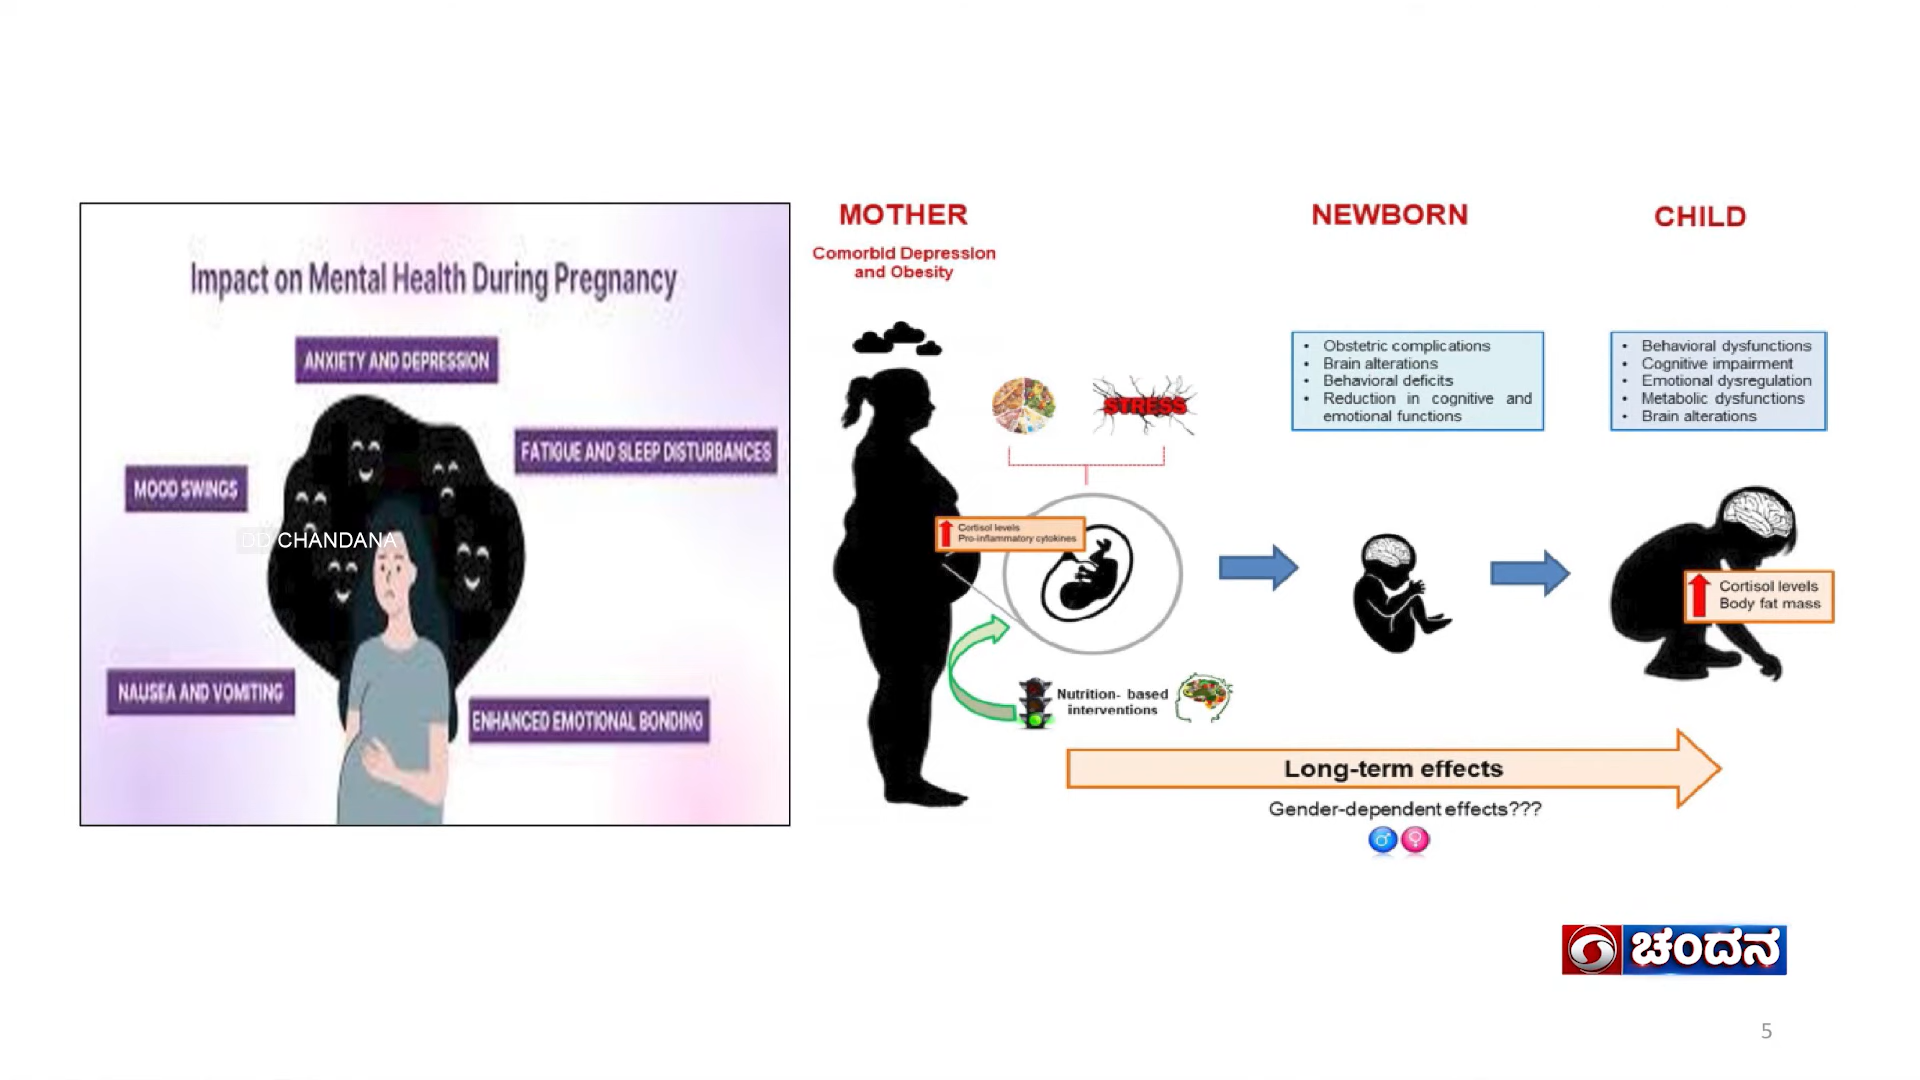 Impact on Mental Health During Pregnancy
ANXIETY AND DEPRESSION
FATIGUE AND SLEEP DISTURBANCES
MOOD SWINGS
DD CHANDANA
NAUSEA AND VOMITING
ENHANCED EMOTIONAL BONDING
MOTHER
Comorbid Depression
and Obesity
STRESS
Cortisol levels
Pro-inflammatory cytokines
Nutrition- based
interventions
NEWBORN
• Obstetric complications
• Brain alterations
• Behavioral deficits
• Reduction in cognitive and
emotional functions
CHILD
• Behavioral dysfunctions
• Cognitive impairment
• Emotional dysregulation
• Metabolic dysfunctions
• Brain alterations
Cortisol levels
Body fat mass
Long-term effects
Gender-dependent effects???
ಚಂದನ
5